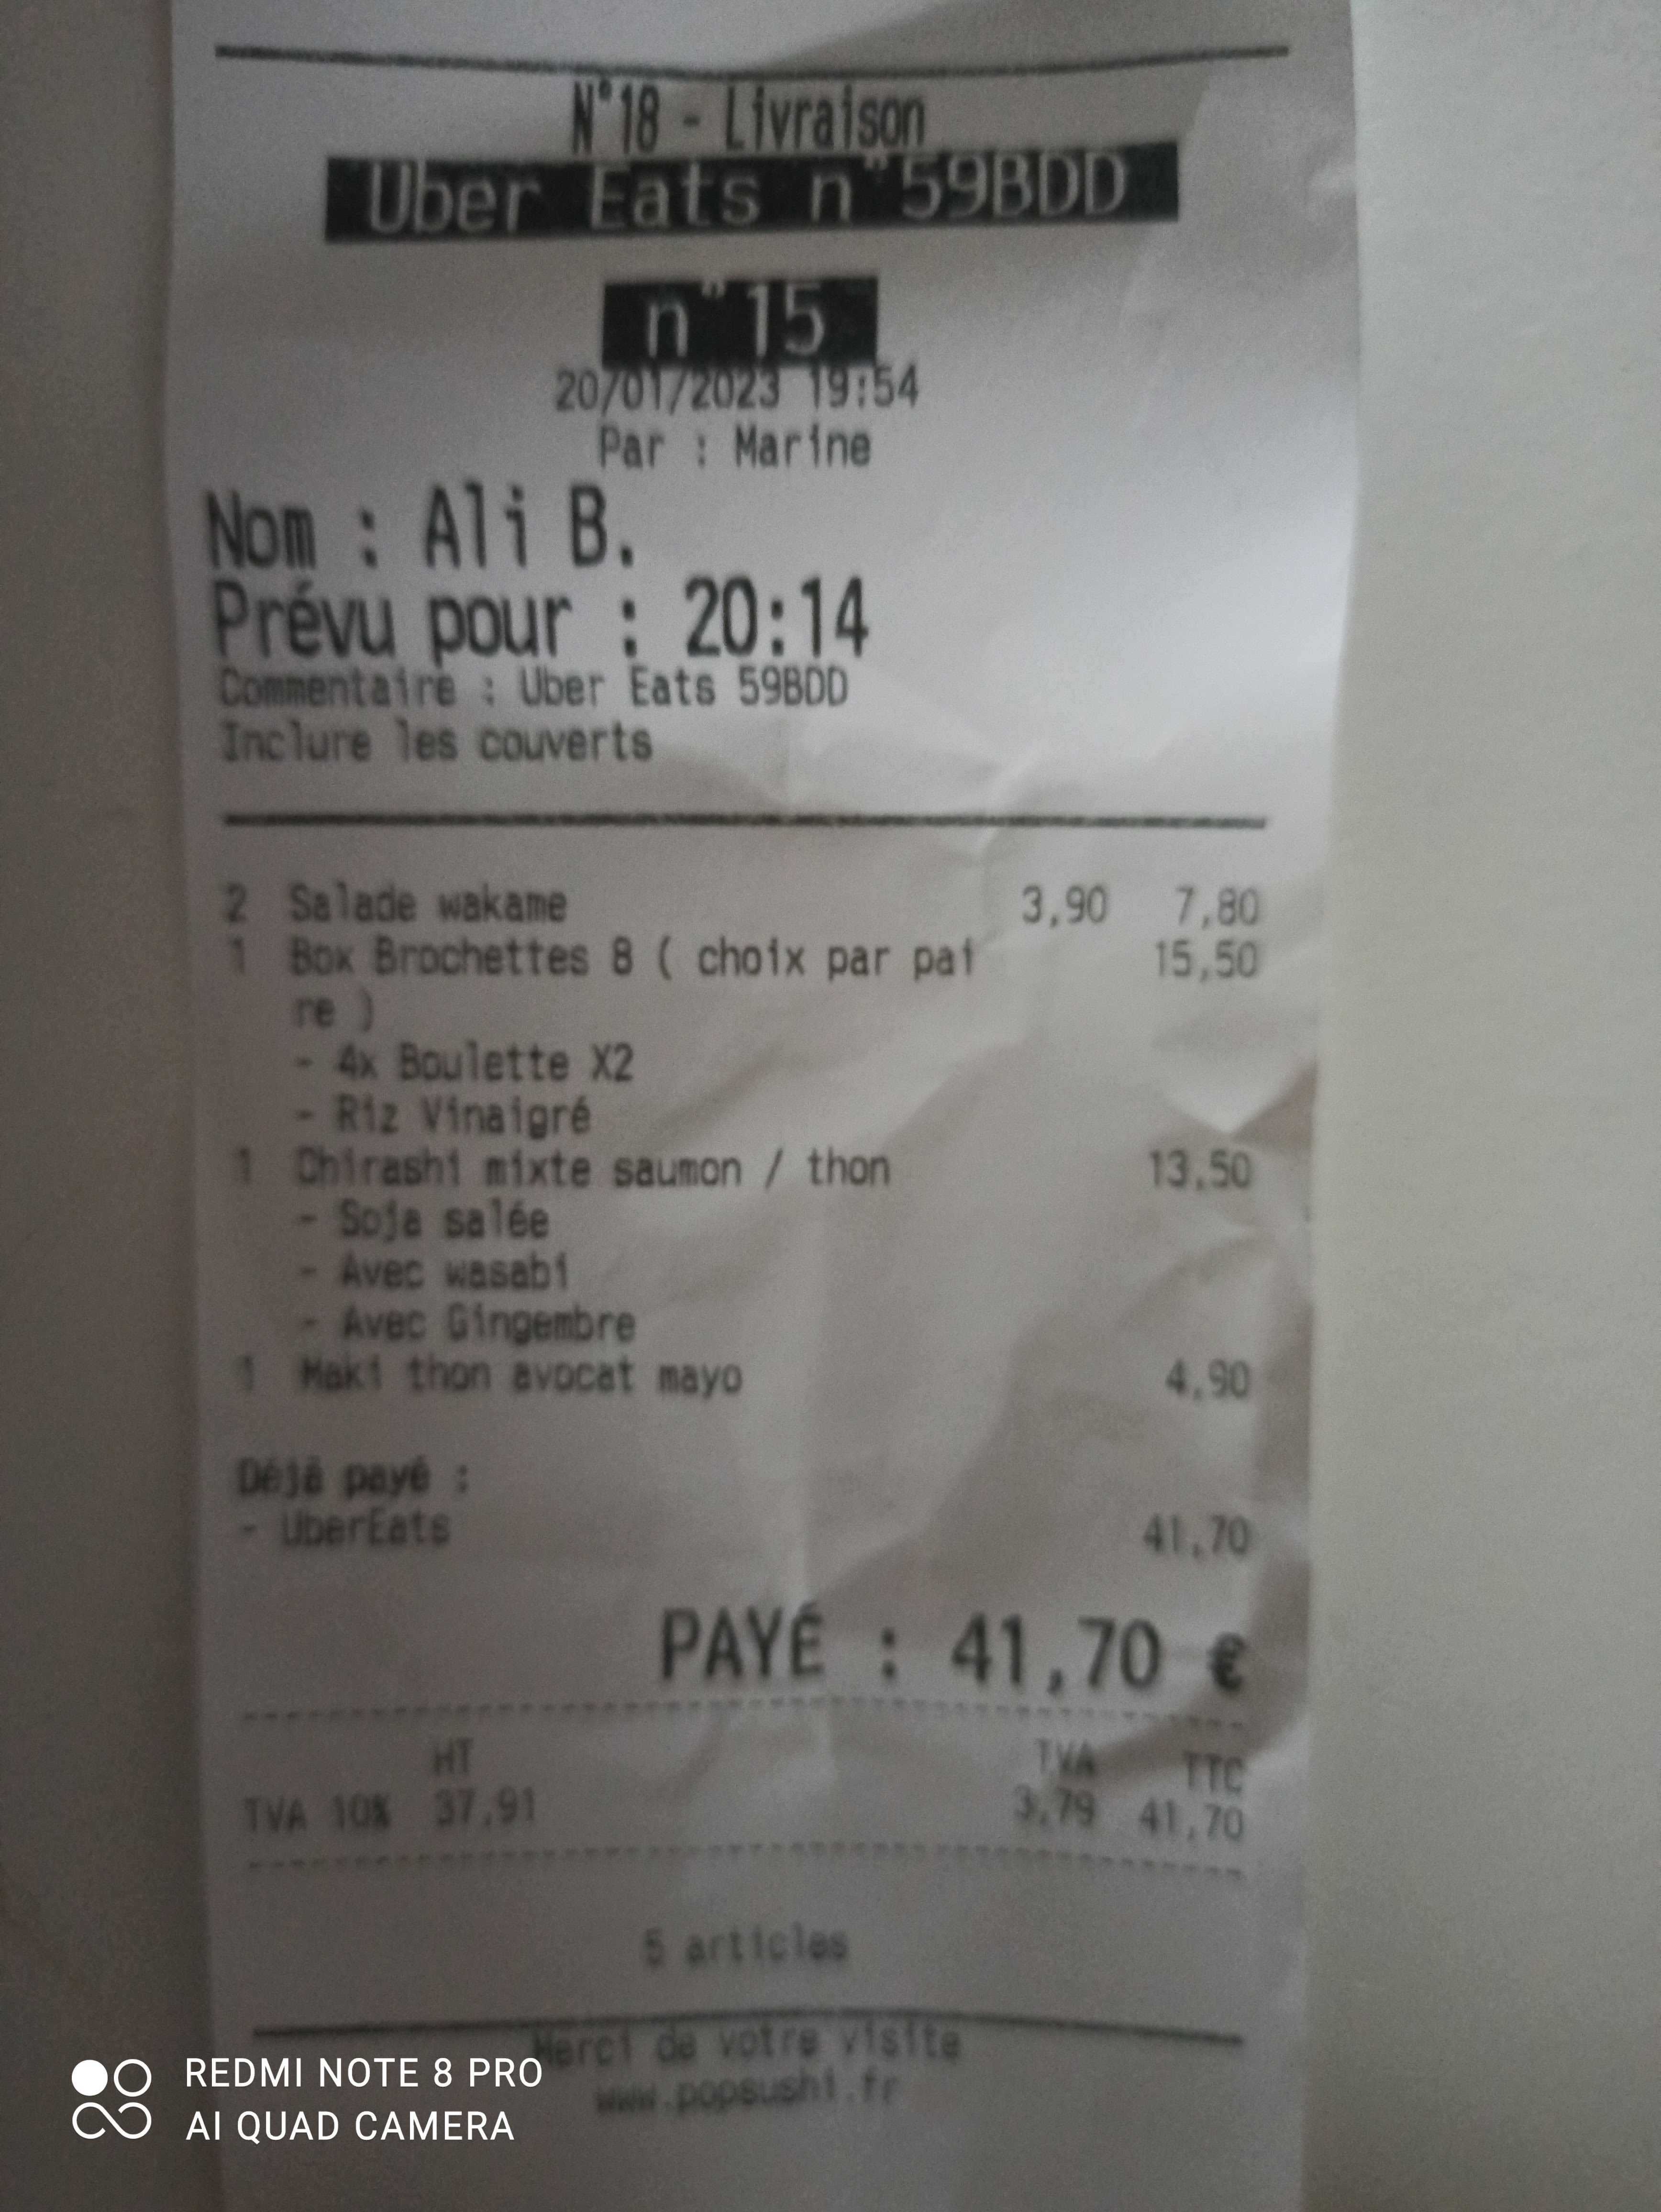 N°18 - Livraison
Uber Eats n°59BDD
n°15
20/01/2023 19:54
Par : Marine
Nom : Ali B.
Prévu pour : 20:14
Commentaire : Uber Eats 59BDD
Inclure les couverts
2 Salade wakame 3,90 7,80
1 Box Brochettes 8 ( choix par pai 15,50
re )
- 4x Boulette X2
- Riz Vinaigré
1 Chirashi mixte saumon / thon 13,50
- Soja salée
- Avec wasabi
- Avec Gingembre
1 Maki thon avocat mayo 4,90
Déjà payé :
- UberEats 41,70
PAYÉ : 41,70 €
HT TVA TTC
TVA 10% 37,91 3,79 41,70
5 articles
Merci de votre visite
www.popsushi.fr
REDMI NOTE 8 PRO
AI QUAD CAMERA